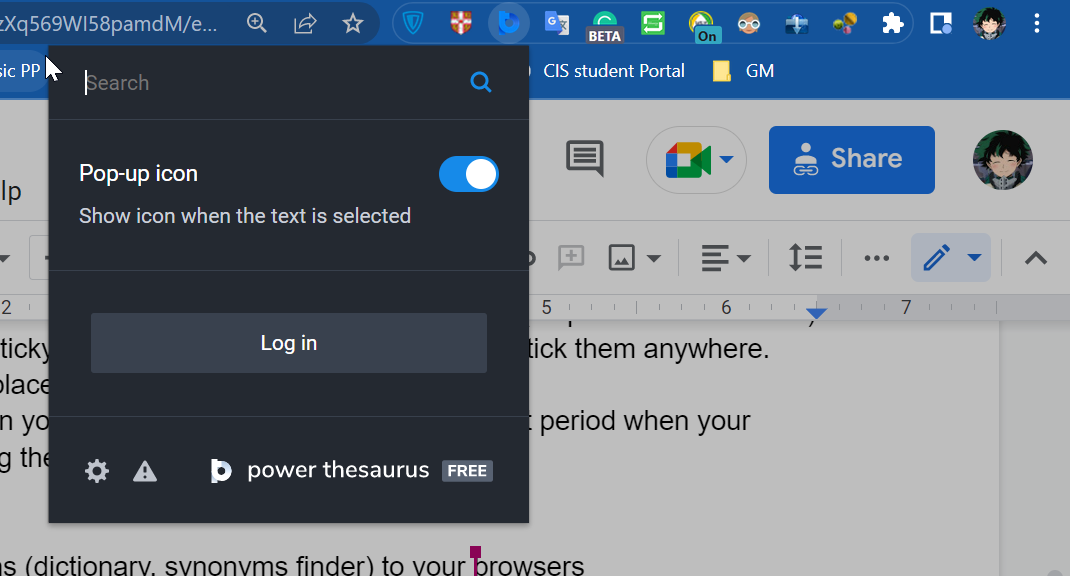 zXq569Wl58pamdM/e...
BETA
On
sic PP
CIS student Portal
GM
Search
Pop-up icon
Show icon when the text is selected
Log in
power thesaurus FREE
lp
Share
2
5
6
7
ticky
tick them anywhere.
place
n yo
t period when your
g the
ns (dictionary, synonyms finder) to your browsers